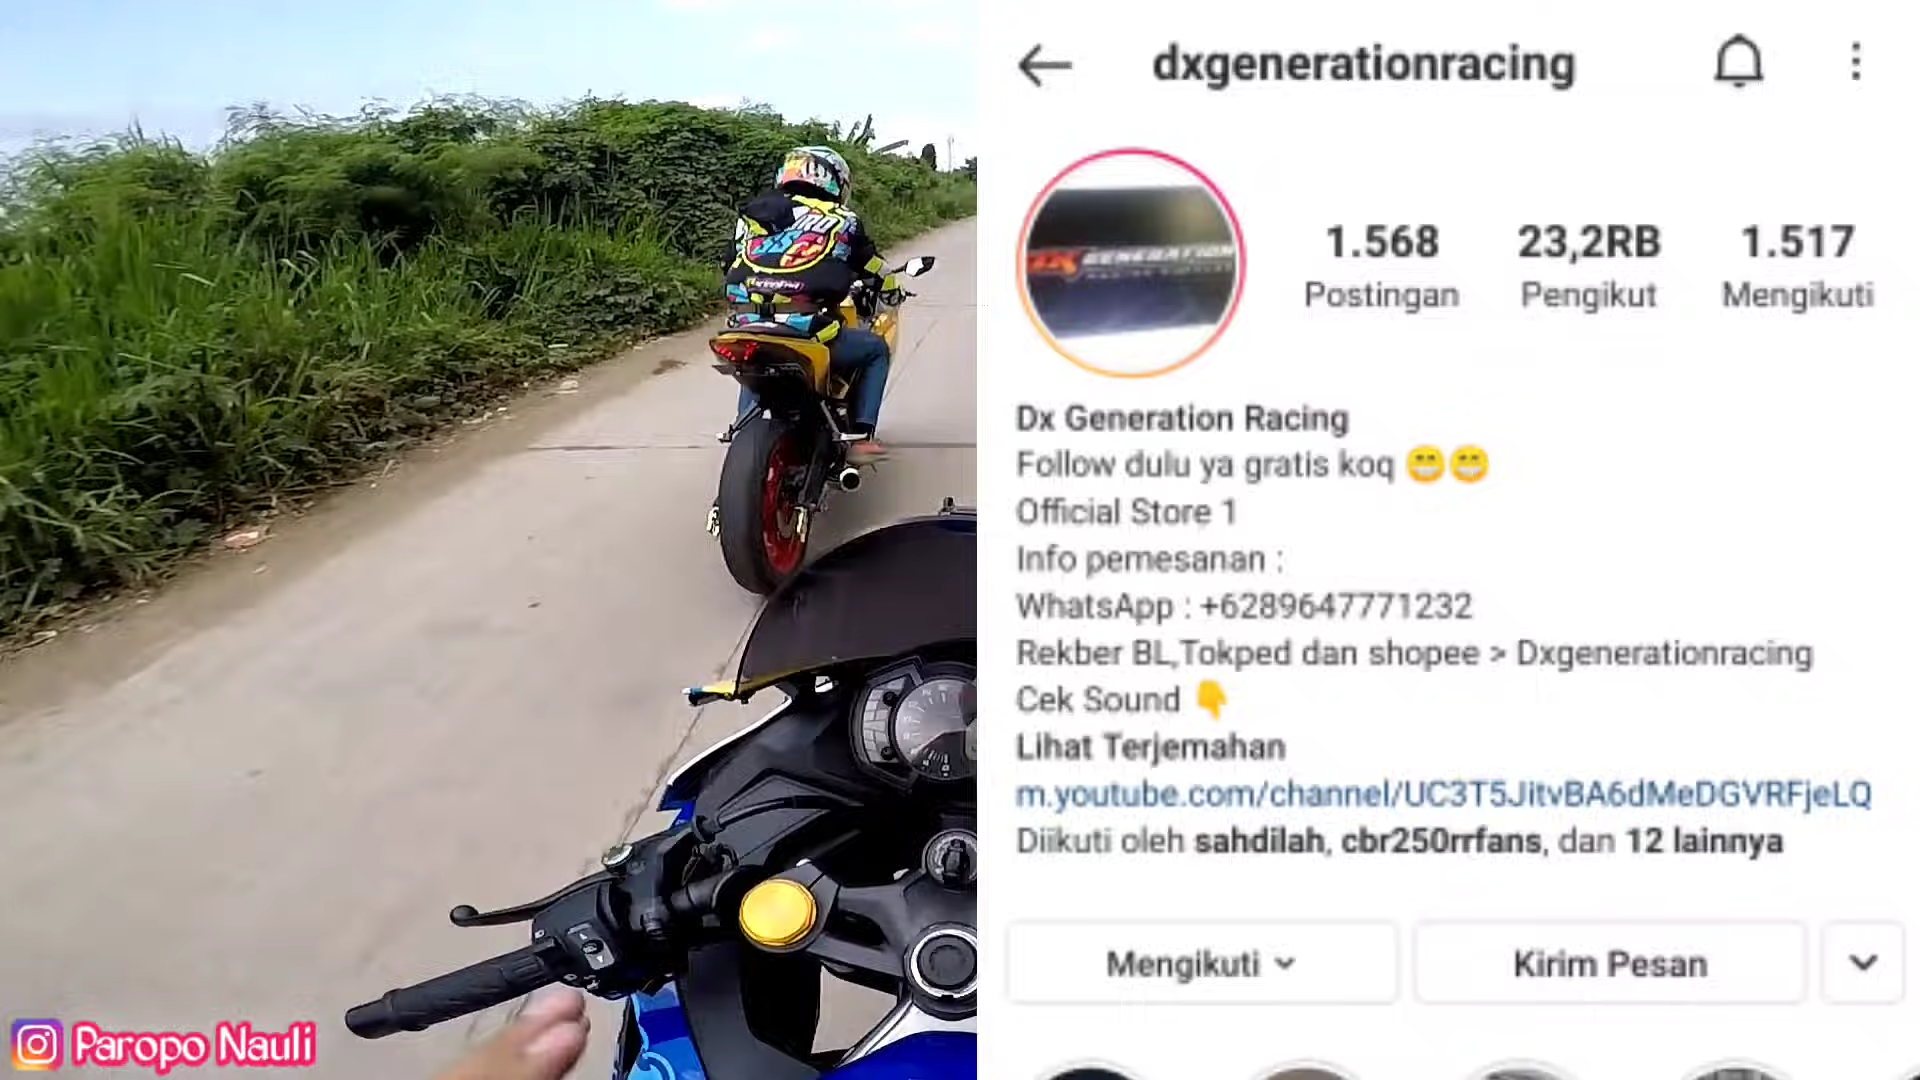 Paropo Nauli
dxgenerationracing
GENERATION
1.568
23,2RB
1.517
Postingan
Pengikut
Mengikuti
Dx Generation Racing
Follow dulu ya gratis koq 😁😁
Official Store 1
Info pemesanan :
WhatsApp : +6289647771232
Rekber BL,Tokped dan shopee > Dxgenerationracing
Cek Sound 👇
Lihat Terjemahan
m.youtube.com/channel/UC3T5JitvBA6dMeDGVRFjeLQ
Diikuti oleh sahdilah, cbr250rrfans, dan 12 lainnya
Mengikuti
Kirim Pesan